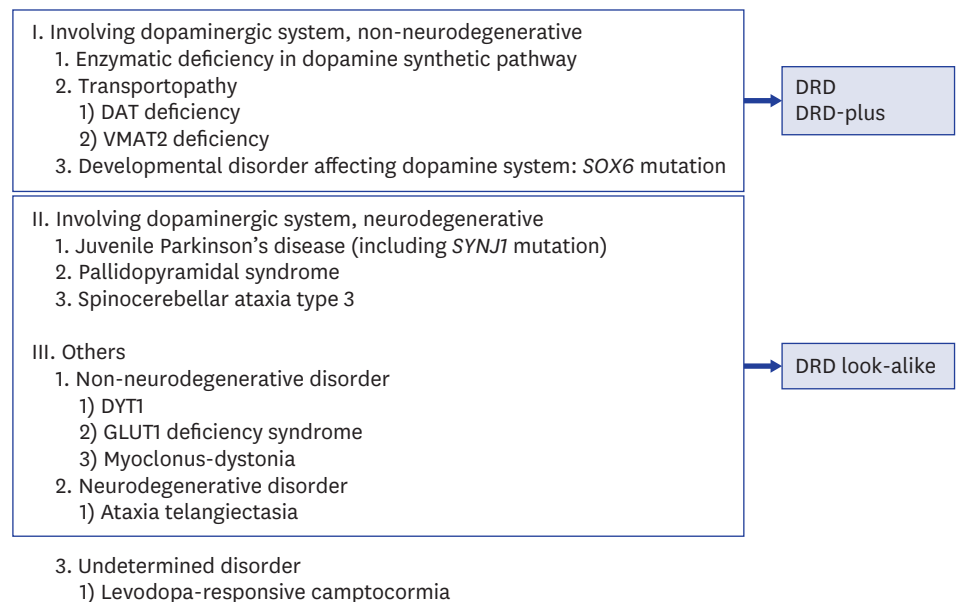 I. Involving dopaminergic system, non-neurodegenerative
1. Enzymatic deficiency in dopamine synthetic pathway
2. Transportopathy
1) DAT deficiency
2) VMAT2 deficiency
3. Developmental disorder affecting dopamine system: SOX6 mutation
DRD
DRD-plus
II. Involving dopaminergic system, neurodegenerative
1. Juvenile Parkinson's disease (including SYNJ1 mutation)
2. Pallidopyramidal syndrome
3. Spinocerebellar ataxia type 3
III. Others
1. Non-neurodegenerative disorder
1) DYT1
2) GLUT1 deficiency syndrome
3) Myoclonus-dystonia
2. Neurodegenerative disorder
1) Ataxia telangiectasia
DRD look-alike
3. Undetermined disorder
1) Levodopa-responsive camptocormia